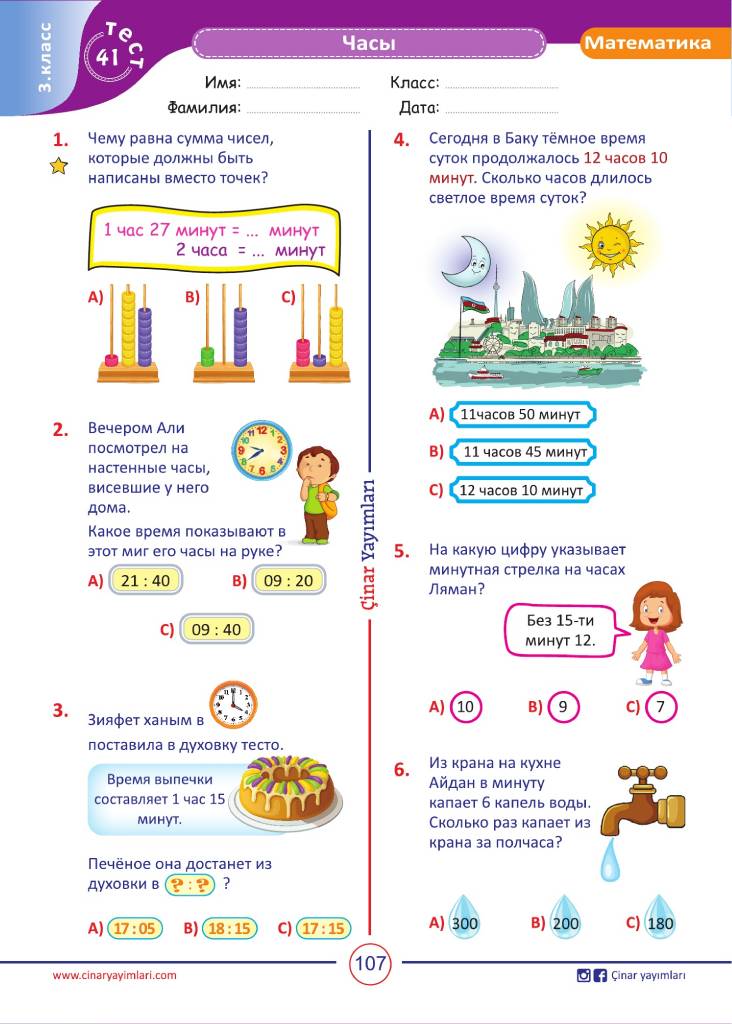 3.класс
тест
41
Часы
Математика
Имя:
Класс:
Фамилия:
Дата:
1.
Чему равна сумма чисел,
которые должны быть
написаны вместо точек?
1 час 27 минут = ... минут
2 часа = ... минут
A)
B)
C)
2.
Вечером Али
посмотрел на
настенные часы,
висевшие у него
дома.
Какое время показывают в
этот миг его часы на руке?
A) 21 : 40
B) 09 : 20
C) 09 : 40
3.
Зияфет ханым в
поставила в духовку тесто.
Время выпечки
составляет 1 час 15
минут.
Печёное она достанет из
духовки в ? : ? ?
A) 17 : 05
B) 18 : 15
C) 17 : 15
Çinar Yayımları
4.
Сегодня в Баку тёмное время
суток продолжалось 12 часов 10
минут. Сколько часов длилось
светлое время суток?
A) 11часов 50 минут
B) 11 часов 45 минут
C) 12 часов 10 минут
5.
На какую цифру указывает
минутная стрелка на часах
Ляман?
Без 15-ти
минут 12.
A) 10
B) 9
C) 7
6.
Из крана на кухне
Айдан в минуту
капает 6 капель воды.
Сколько раз капает из
крана за полчаса?
A) 300
B) 200
C) 180
www.cinaryayimlari.com
107
Çinar yayımları